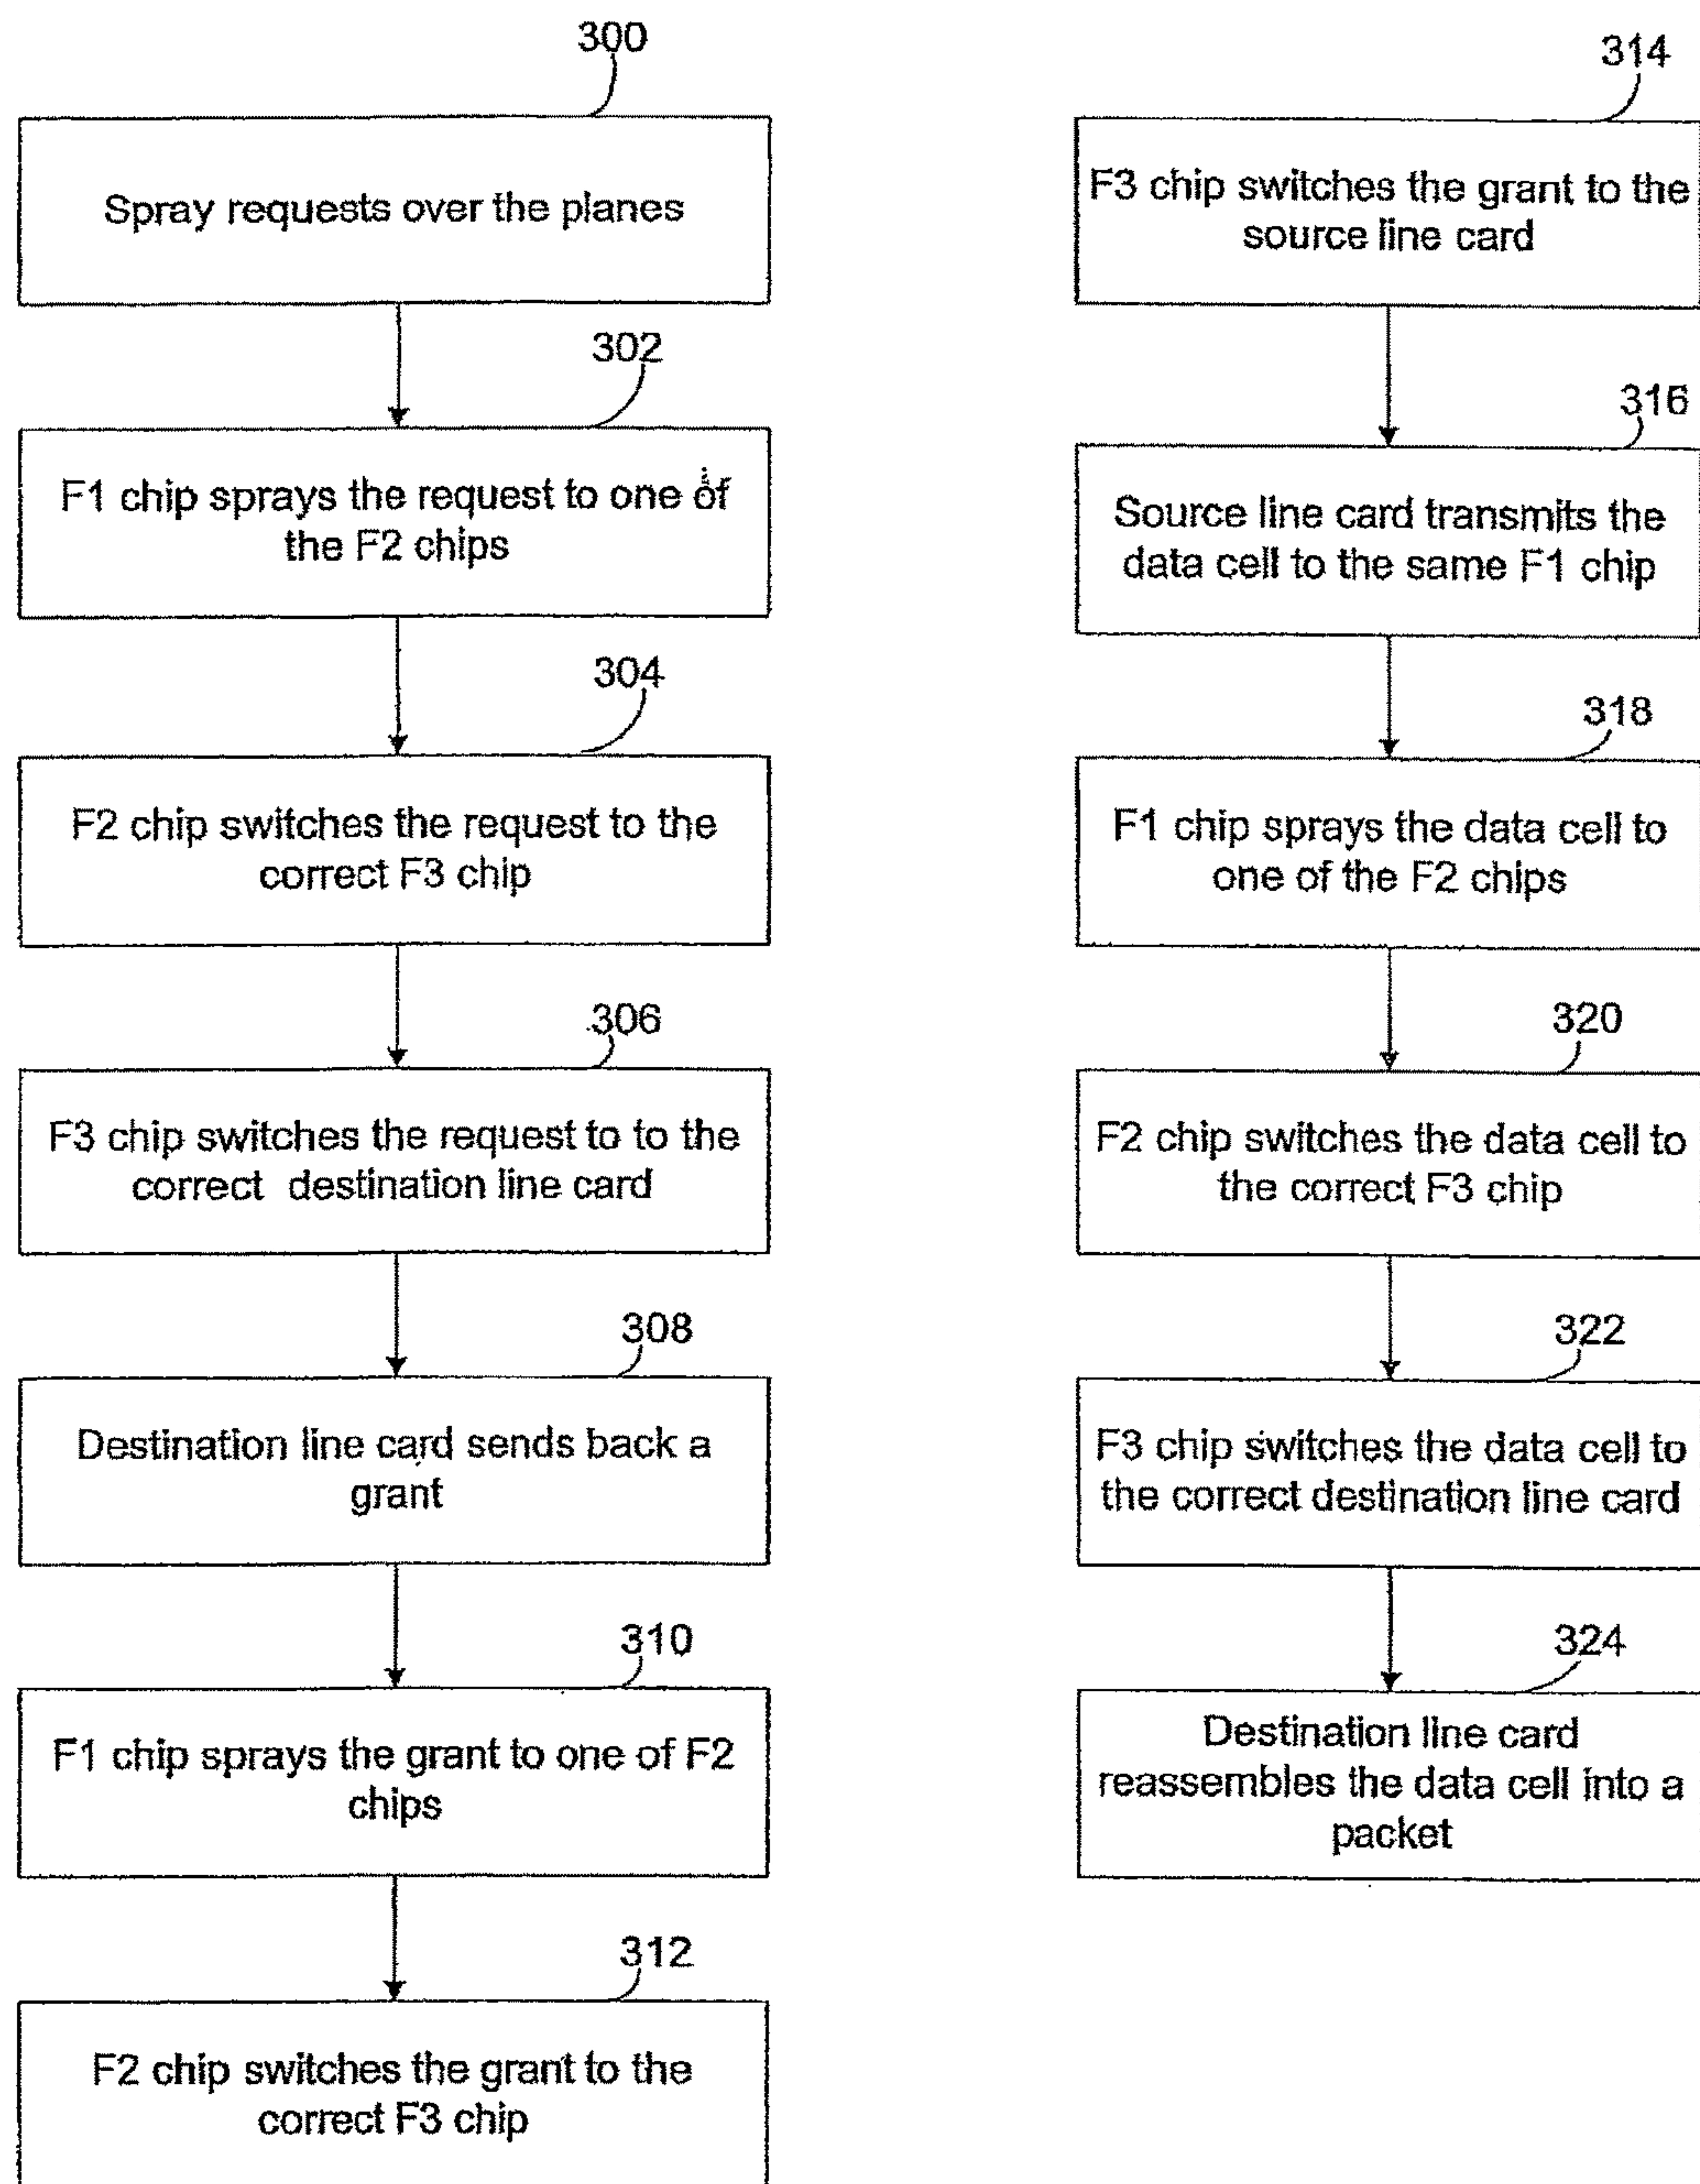 300
Spray requests over the planes
302
F1 chip sprays the request to one of
the F2 chips
304
F2 chip switches the request to the
correct F3 chip
306
F3 chip switches the request to to the
correct destination line card
308
Destination line card sends back a
grant
310
F1 chip sprays the grant to one of F2
chips
312
F2 chip switches the grant to the
correct F3 chip
314
F3 chip switches the grant to the
source line card
316
Source line card transmits the
data cell to the same F1 chip
318
F1 chip sprays the data cell to
one of the F2 chips
320
F2 chip switches the data cell to
the correct F3 chip
322
F3 chip switches the data cell to
the correct destination line card
324
Destination line card
reassembles the data cell into a
packet